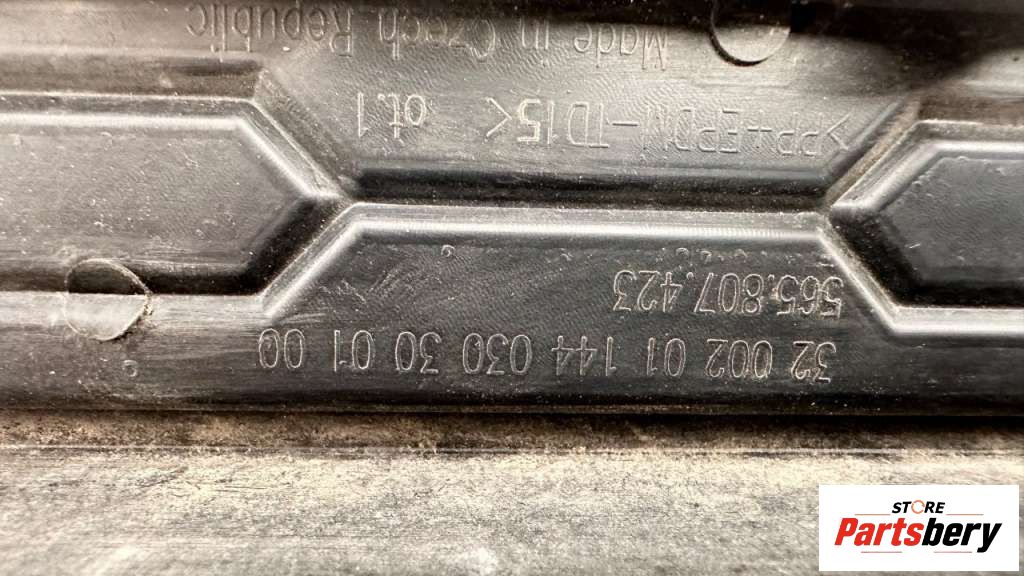 32 002 01 144 030 30 01 00
565.807.423
>PP+EPDM-TD15< ot.1
Made in Czech Republic
STORE
Partsbery